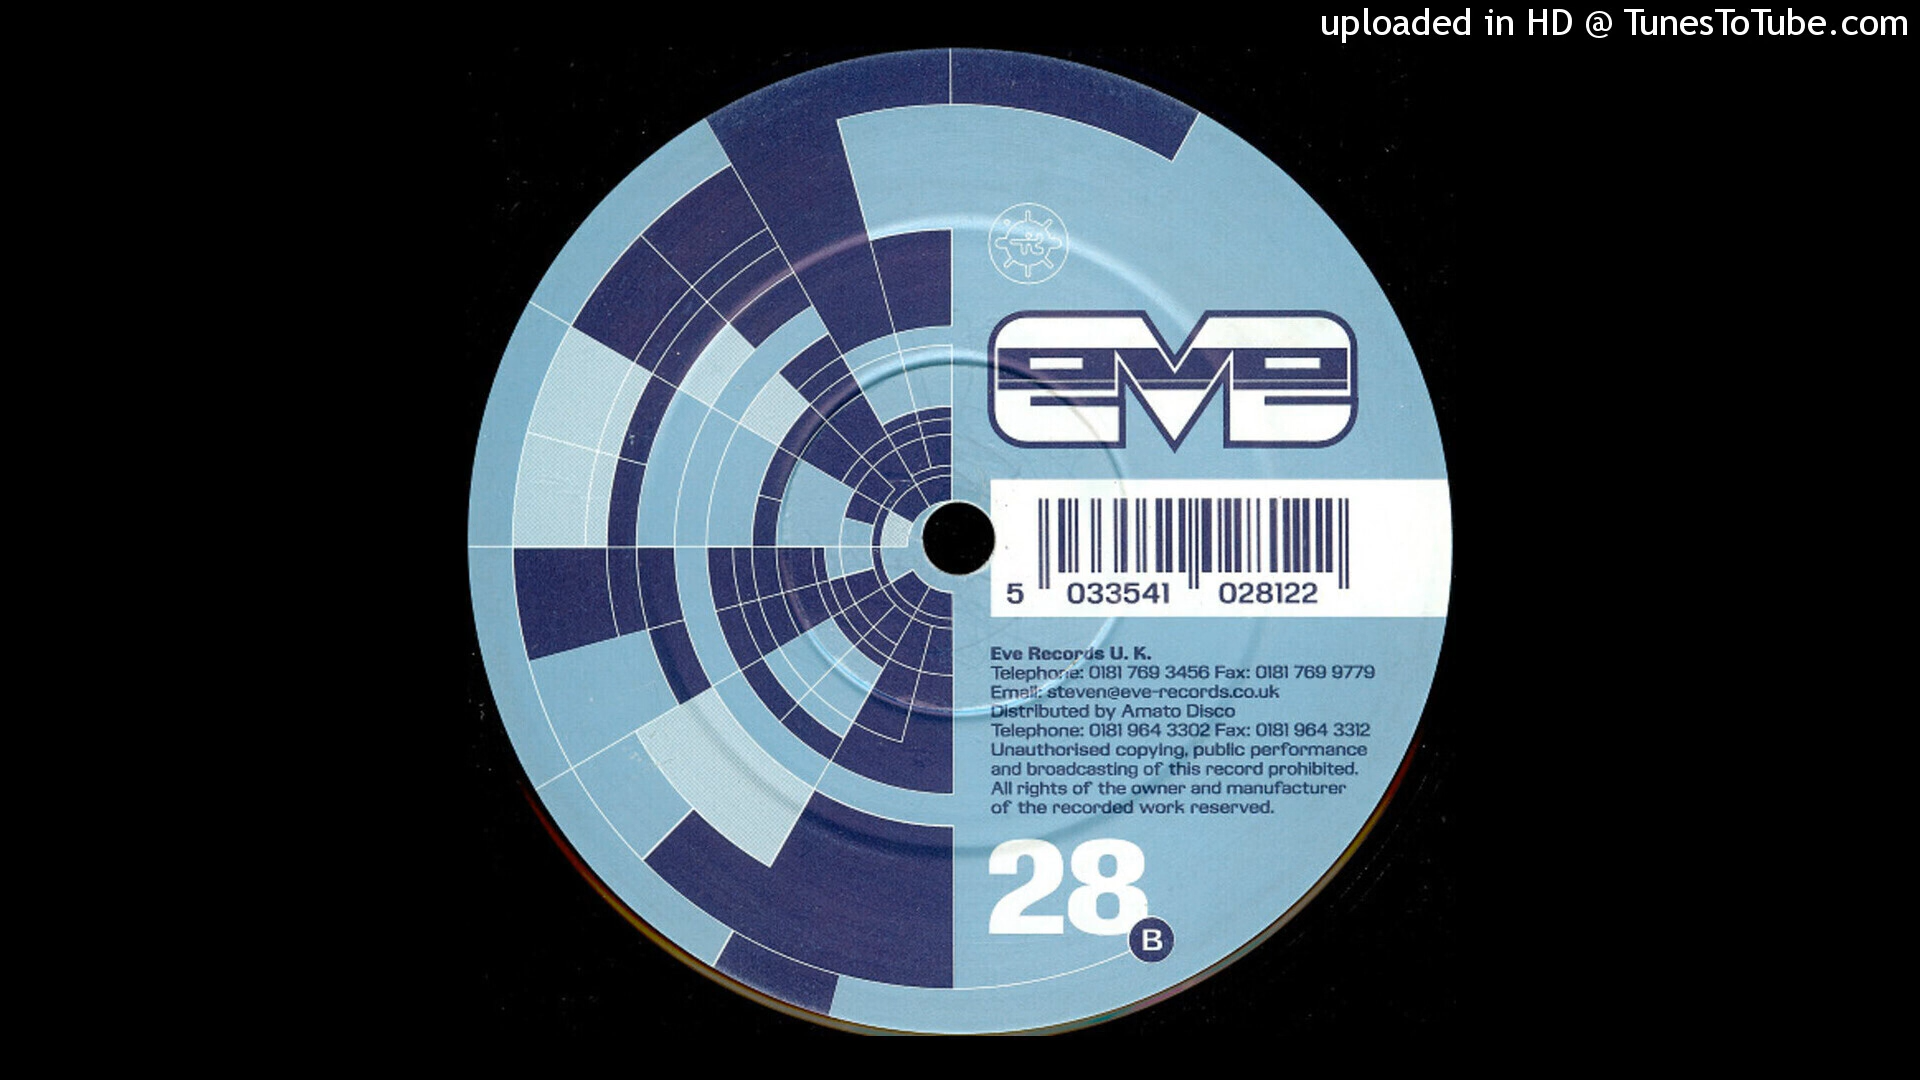 uploaded in HD @ TunesToTube.com
eve
5 033541 028122
Eve Records U. K.
Telephone: 0181 769 3456 Fax: 0181 769 9779
Email: steven@eve-records.co.uk
Distributed by Amato Disco
Telephone: 0181 964 3302 Fax: 0181 964 3312
Unauthorised copying, public performance
and broadcasting of this record prohibited.
All rights of the owner and manufacturer
of the recorded work reserved.
28
B